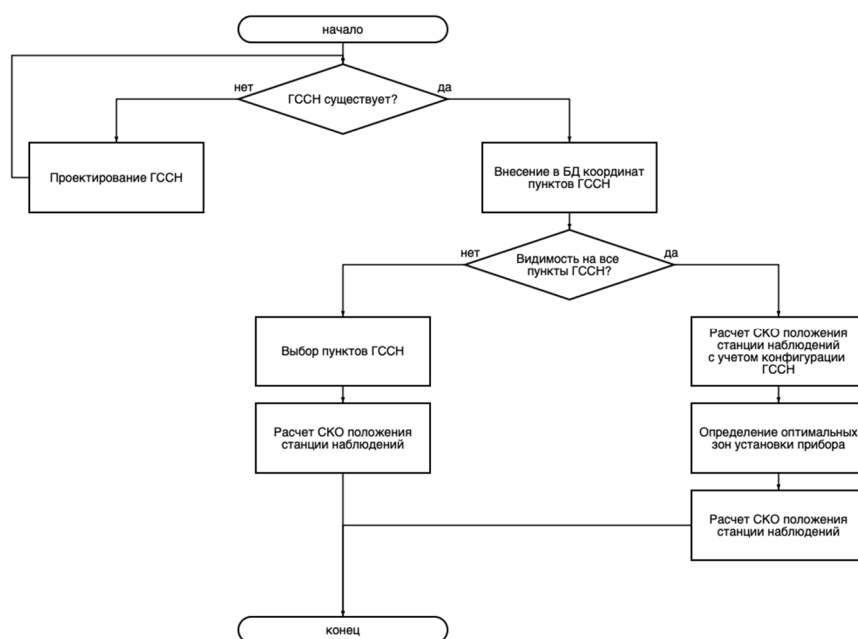 начало
нет
да
ГССН существует?
Проектирование ГССН
Внесение в БД координат
пунктов ГССН
нет
да
Видимость на все
пункты ГССН?
Выбор пунктов ГССН
Расчет СКО положения
станции наблюдений
с учетом конфигурации
ГССН
Расчет СКО положения
станции наблюдений
Определение оптимальных
зон установки прибора
Расчет СКО положения
станции наблюдений
конец